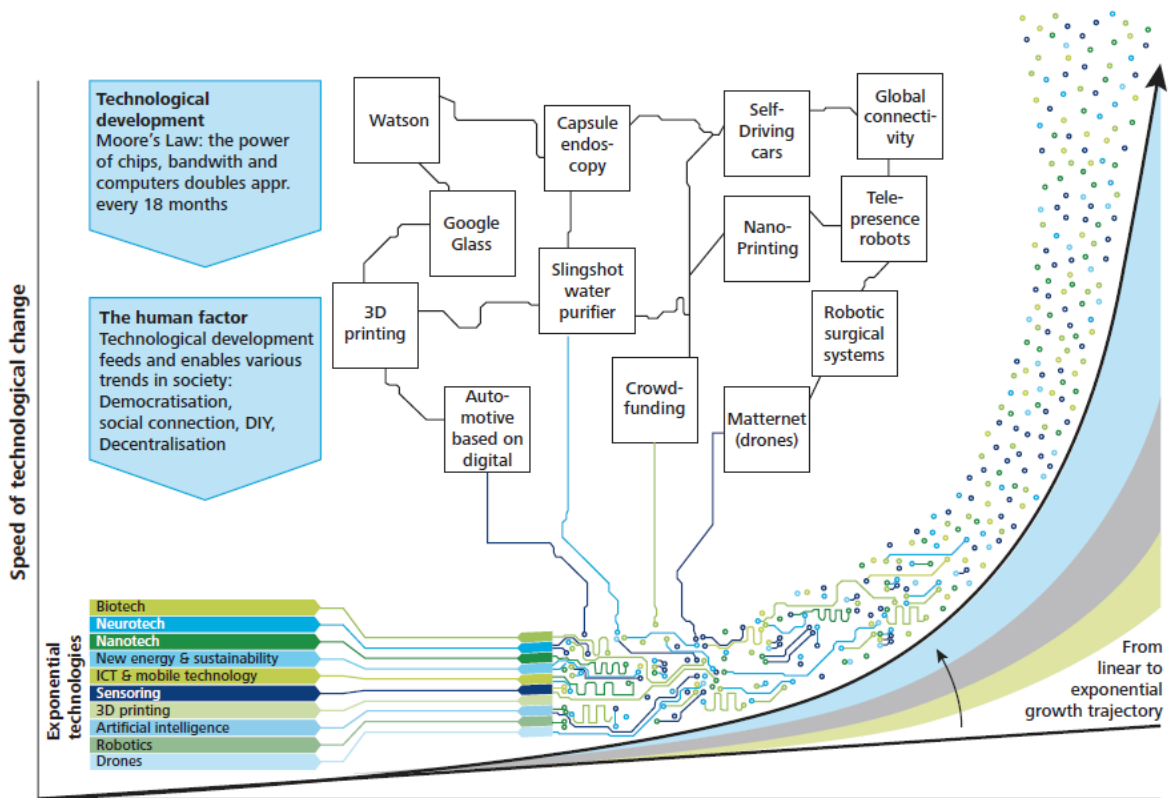 Speed of technological change
Technological
development
Moore's Law: the power
of chips, bandwith and
computers doubles appr.
every 18 months
The human factor
Technological development
feeds and enables various
trends in society:
Democratisation,
social connection, DIY,
Decentralisation
Watson
Capsule
endos-
copy
Self-
Driving
cars
Global
connecti-
vity
Google
Glass
Nano-
Printing
Tele-
presence
robots
3D
printing
Slingshot
water
purifier
Robotic
surgical
systems
Auto-
motive
based on
digital
Crowd-
funding
Matternet
(drones)
Exponential
technologies
Biotech
Neurotech
Nanotech
New energy & sustainability
ICT & mobile technology
Sensoring
3D printing
Artificial intelligence
Robotics
Drones
From
linear to
exponential
growth trajectory